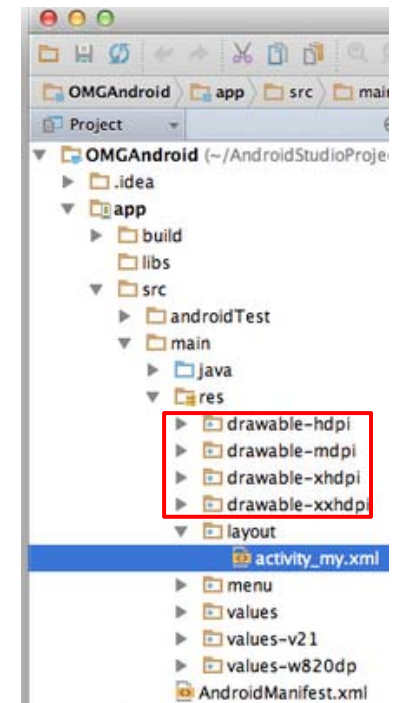 OMGAndroid app src mai
Project
OMGAndroid (~/AndroidStudioProje
.idea
app
build
libs
src
androidTest
main
java
res
drawable-hdpi
drawable-mdpi
drawable-xhdpi
drawable-xxhdpi
layout
activity_my.xml
menu
values
values-v21
values-w820dp
AndroidManifest.xml